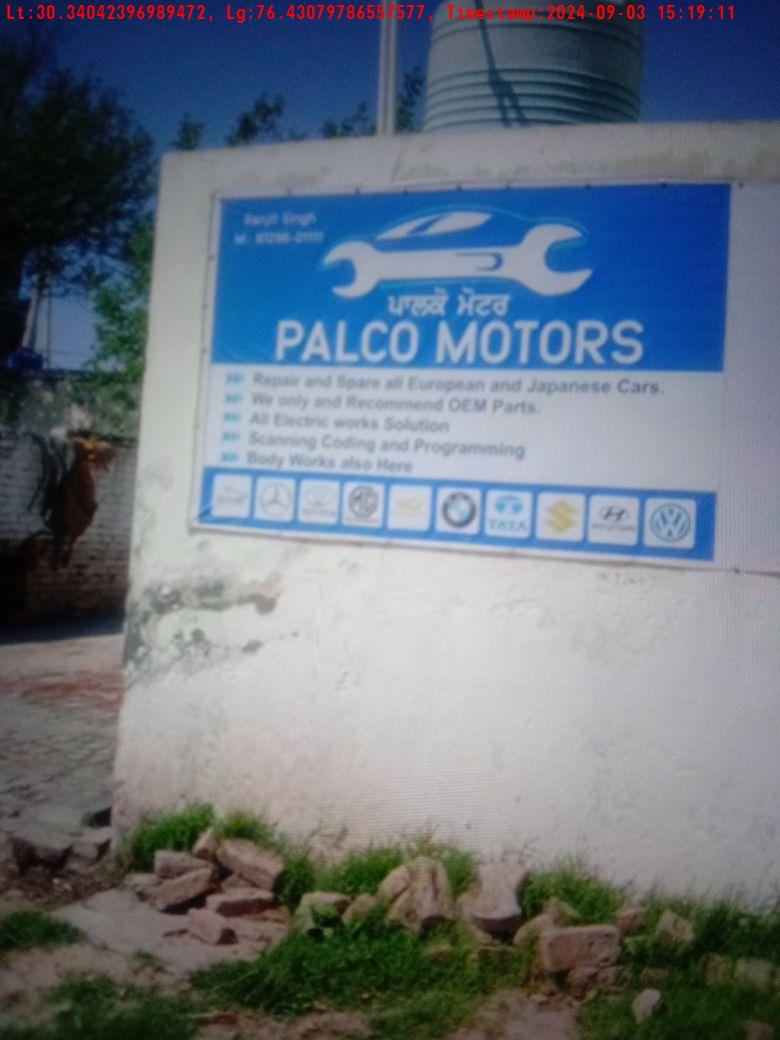 Lt:30.34042396989472, Lg:76.43079786557577, Timestamp:2024-09-03 15:19:11
Ranjit Singh
M.
ਪਾਲਕੋ ਮੋਟਰ
PALCO MOTORS
Repair and Spare all European and Japanese Cars.
We only and Recommend OEM Parts.
All Electric works Solution
Scanning Coding and Programming
Body Works also Here
MG TATA HYUNDAI